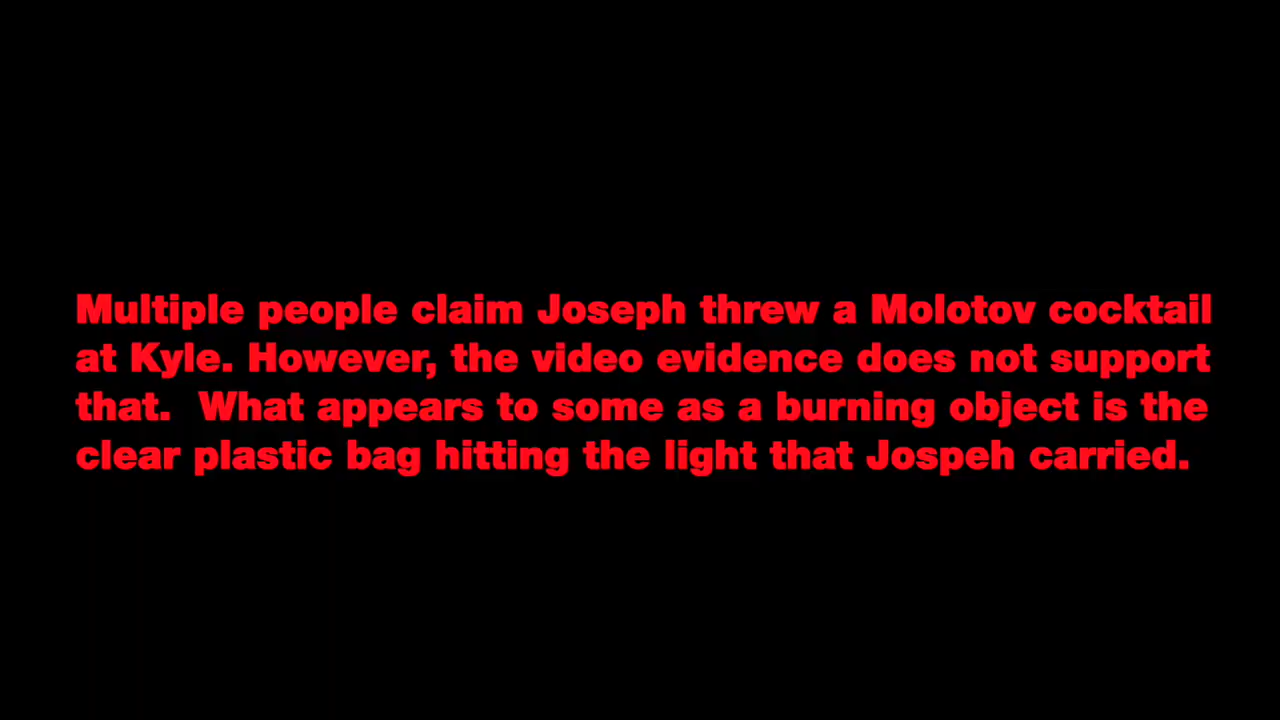 Multiple people claim Joseph threw a Molotov cocktail
at Kyle. However, the video evidence does not support
that.  What appears to some as a burning object is the
clear plastic bag hitting the light that Jospeh carried.